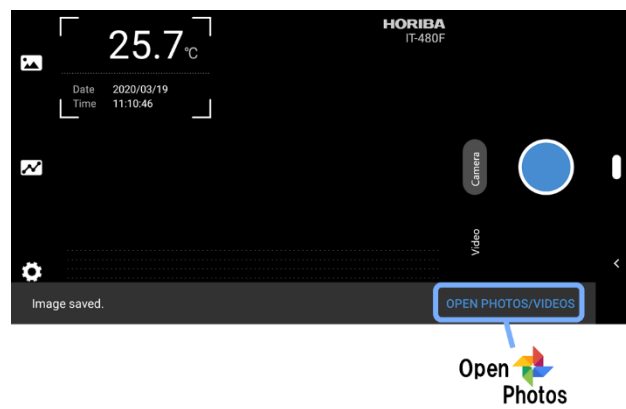 HORIBA
IT-480F
25.7℃
Date 2020/03/19
Time 11:10:46
Camera
Video
Image saved.
OPEN PHOTOS/VIDEOS
Open
Photos